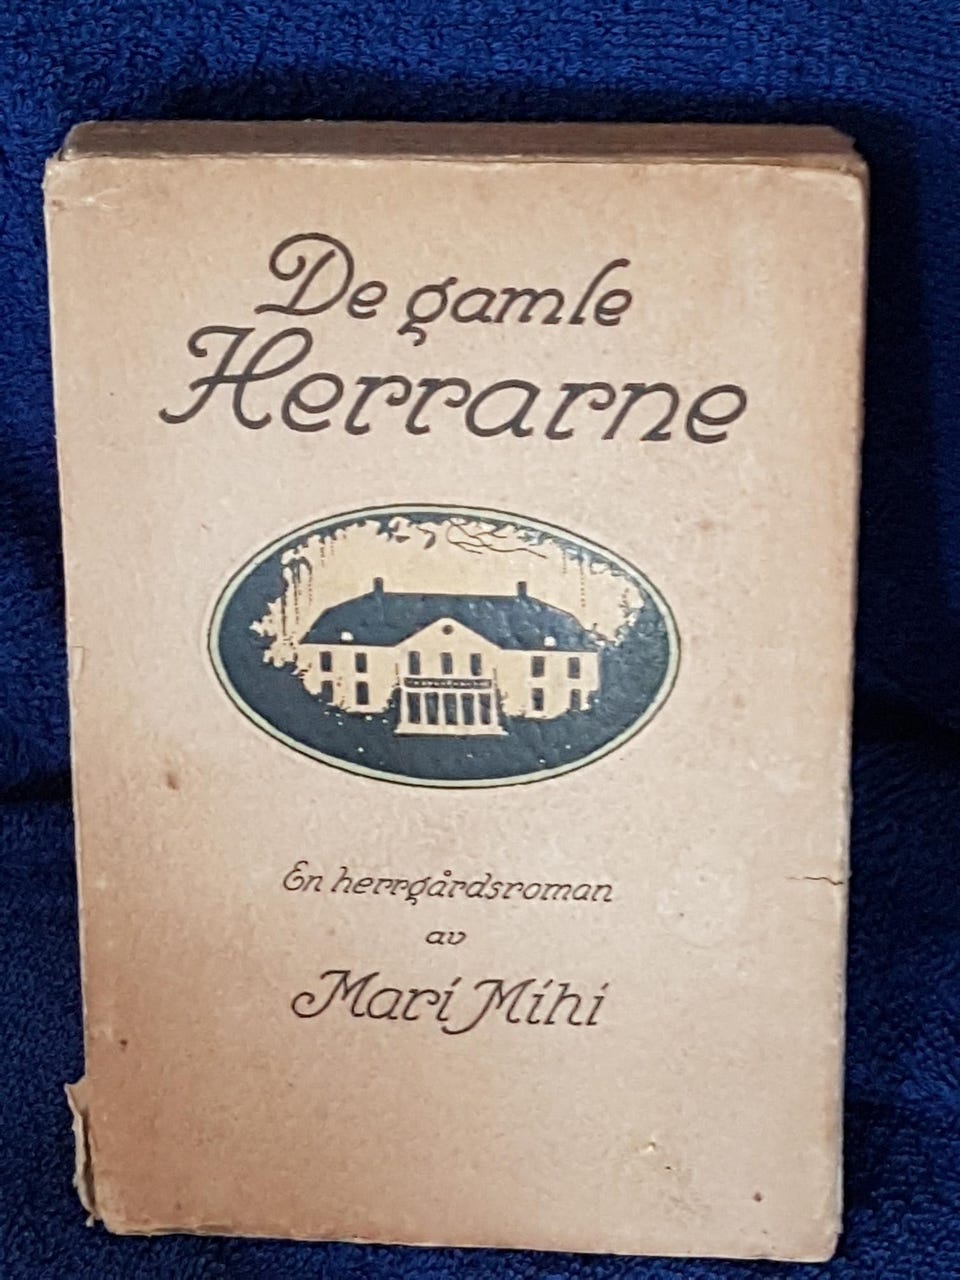 De gamle
Herrarne
En herrgårdsroman
av
Mari Mihi